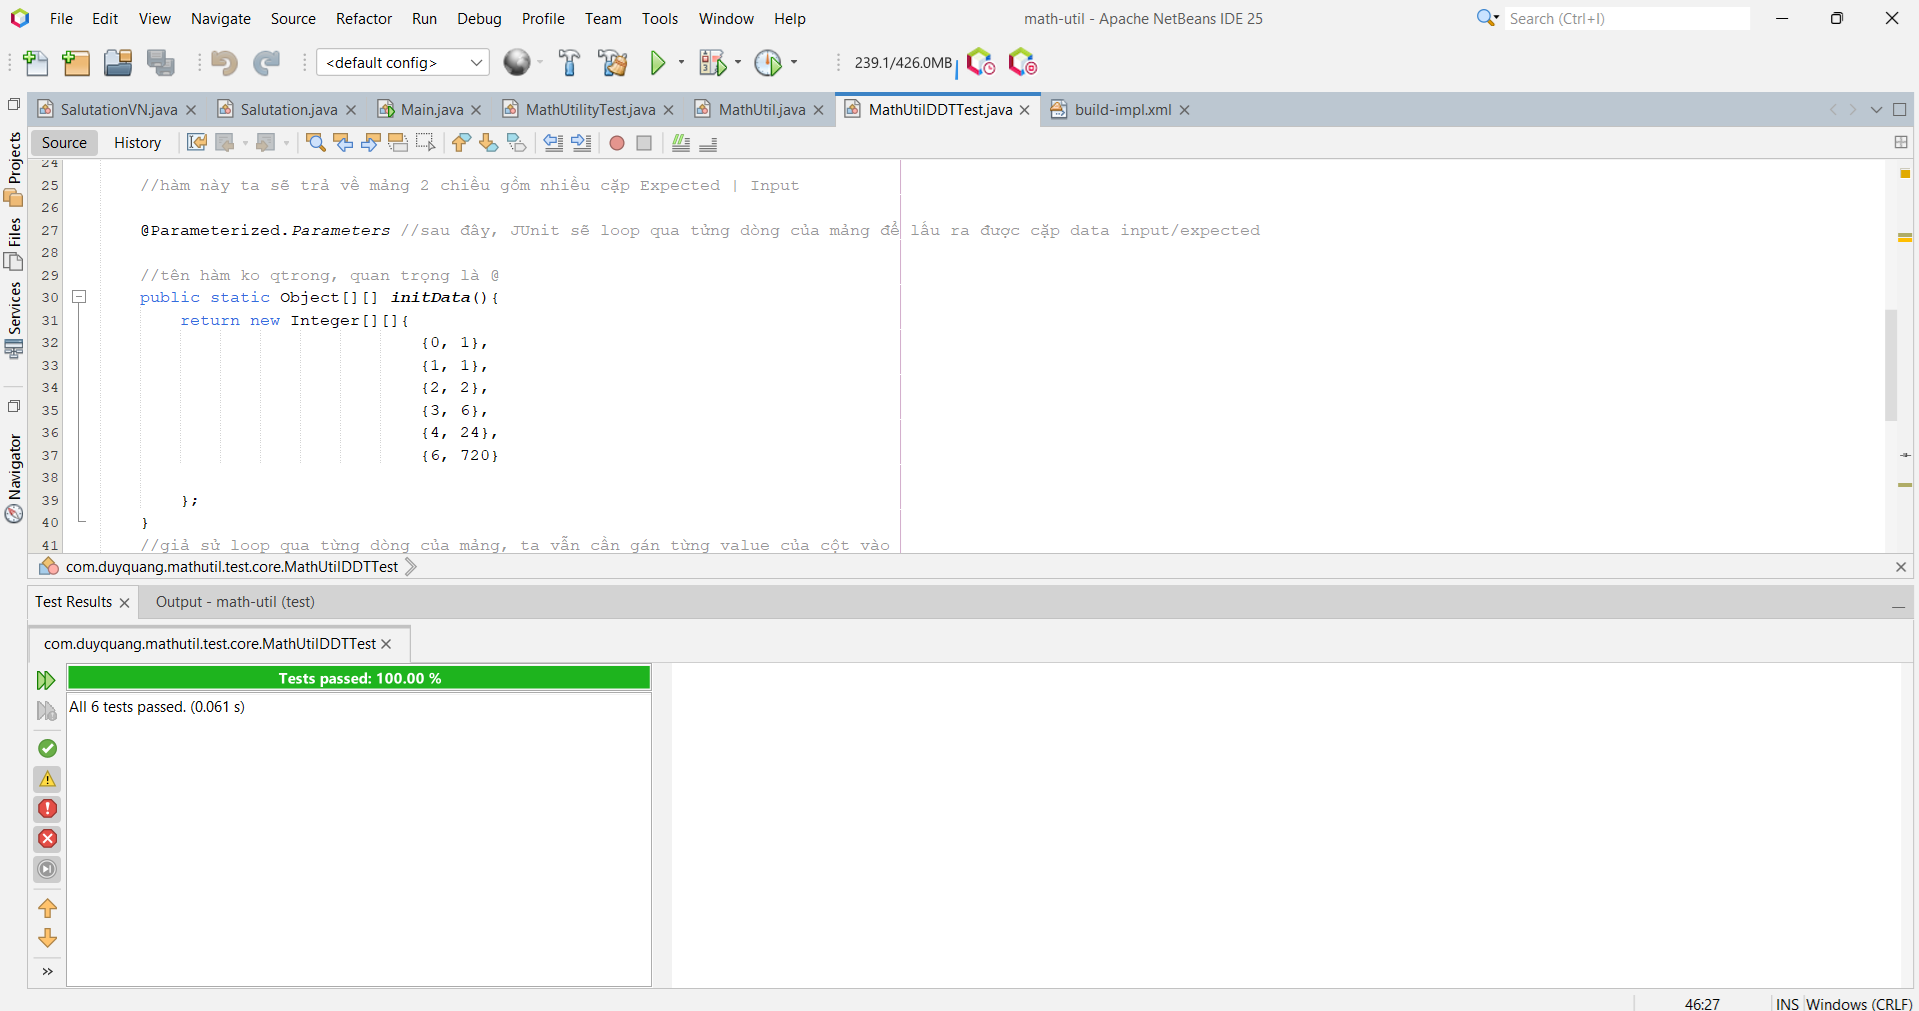 File Edit View Navigate Source Refactor Run Debug Profile Team Tools Window Help
math-util - Apache NetBeans IDE 25
Search (Ctrl+I)
<default config>
239.1/426.0MB
SalutationVN.java
Salutation.java
Main.java
MathUtilityTest.java
MathUtil.java
MathUtilDDTTest.java
build-impl.xml
Source History
Projects
Files
Services
Navigator
24
25 //hàm này ta sẽ trả về mảng 2 chiều gồm nhiều cặp Expected | Input
26
27 @Parameterized.Parameters //sau đây, JUnit sẽ loop qua từng dòng của mảng để lấu ra được cặp data input/expected
28
29 //tên hàm ko qtrong, quan trọng là @
30 public static Object[][] initData(){
31 return new Integer[][]{
32 {0, 1},
33 {1, 1},
34 {2, 2},
35 {3, 6},
36 {4, 24},
37 {6, 720}
38
39 };
40 }
41 //giả sử loop qua từng dòng của mảng, ta vẫn cần gán từng value của cột vào
com.duyquang.mathutil.test.core.MathUtilDDTTest
Test Results
Output - math-util (test)
com.duyquang.mathutil.test.core.MathUtilDDTTest
Tests passed: 100.00 %
All 6 tests passed. (0.061 s)
46:27
INS
Windows (CRLF)